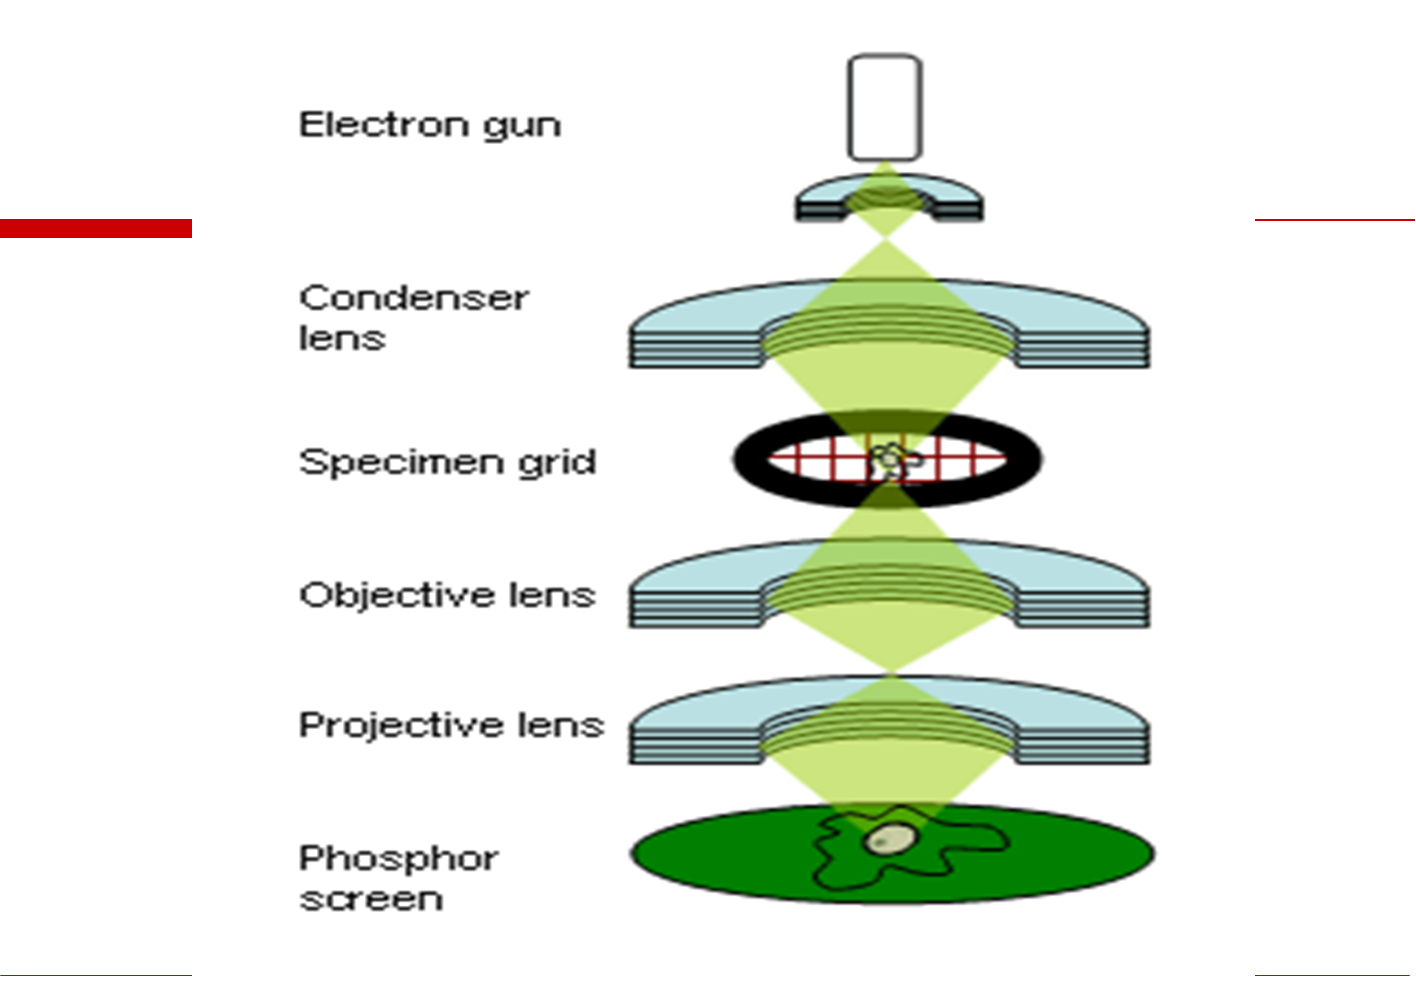 Electron gun
Condenser
lens
Specimen grid
Objective lens
Projective lens
Phosphor
screen